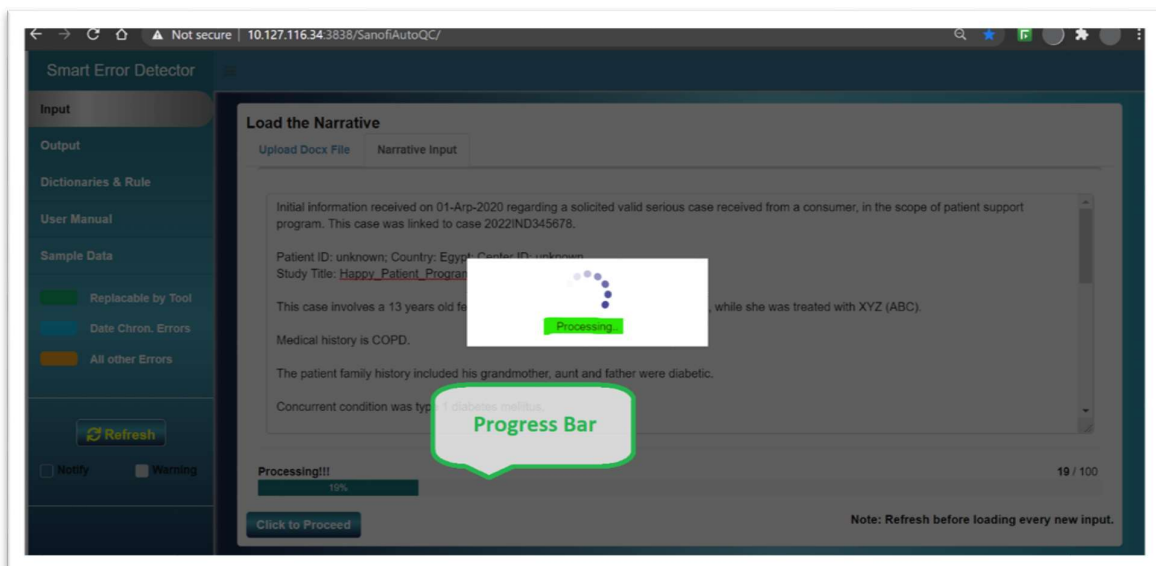 Not secure | 10.127.116.34:3838/SanofiAutoQC/
Smart Error Detector
Input
Output
Dictionaries & Rule
User Manual
Sample Data
Replacable by Tool
Date Chron. Errors
All other Errors
Refresh
Notify Warning
Load the Narrative
Upload Docx File Narrative Input
Initial information received on 01-Arp-2020 regarding a solicited valid serious case received from a consumer, in the scope of patient support
program. This case was linked to case 2022IND345678.
Patient ID: unknown; Country: Egypt; Center ID: unknown
Study Title: Happy_Patient_Program
This case involves a 13 years old fe , while she was treated with XYZ (ABC).
Processing..
Medical history is COPD.
The patient family history included his grandmother, aunt and father were diabetic.
Concurrent condition was type 1 diabetes mellitus.
Progress Bar
Processing!!! 19 / 100
19%
Click to Proceed
Note: Refresh before loading every new input.